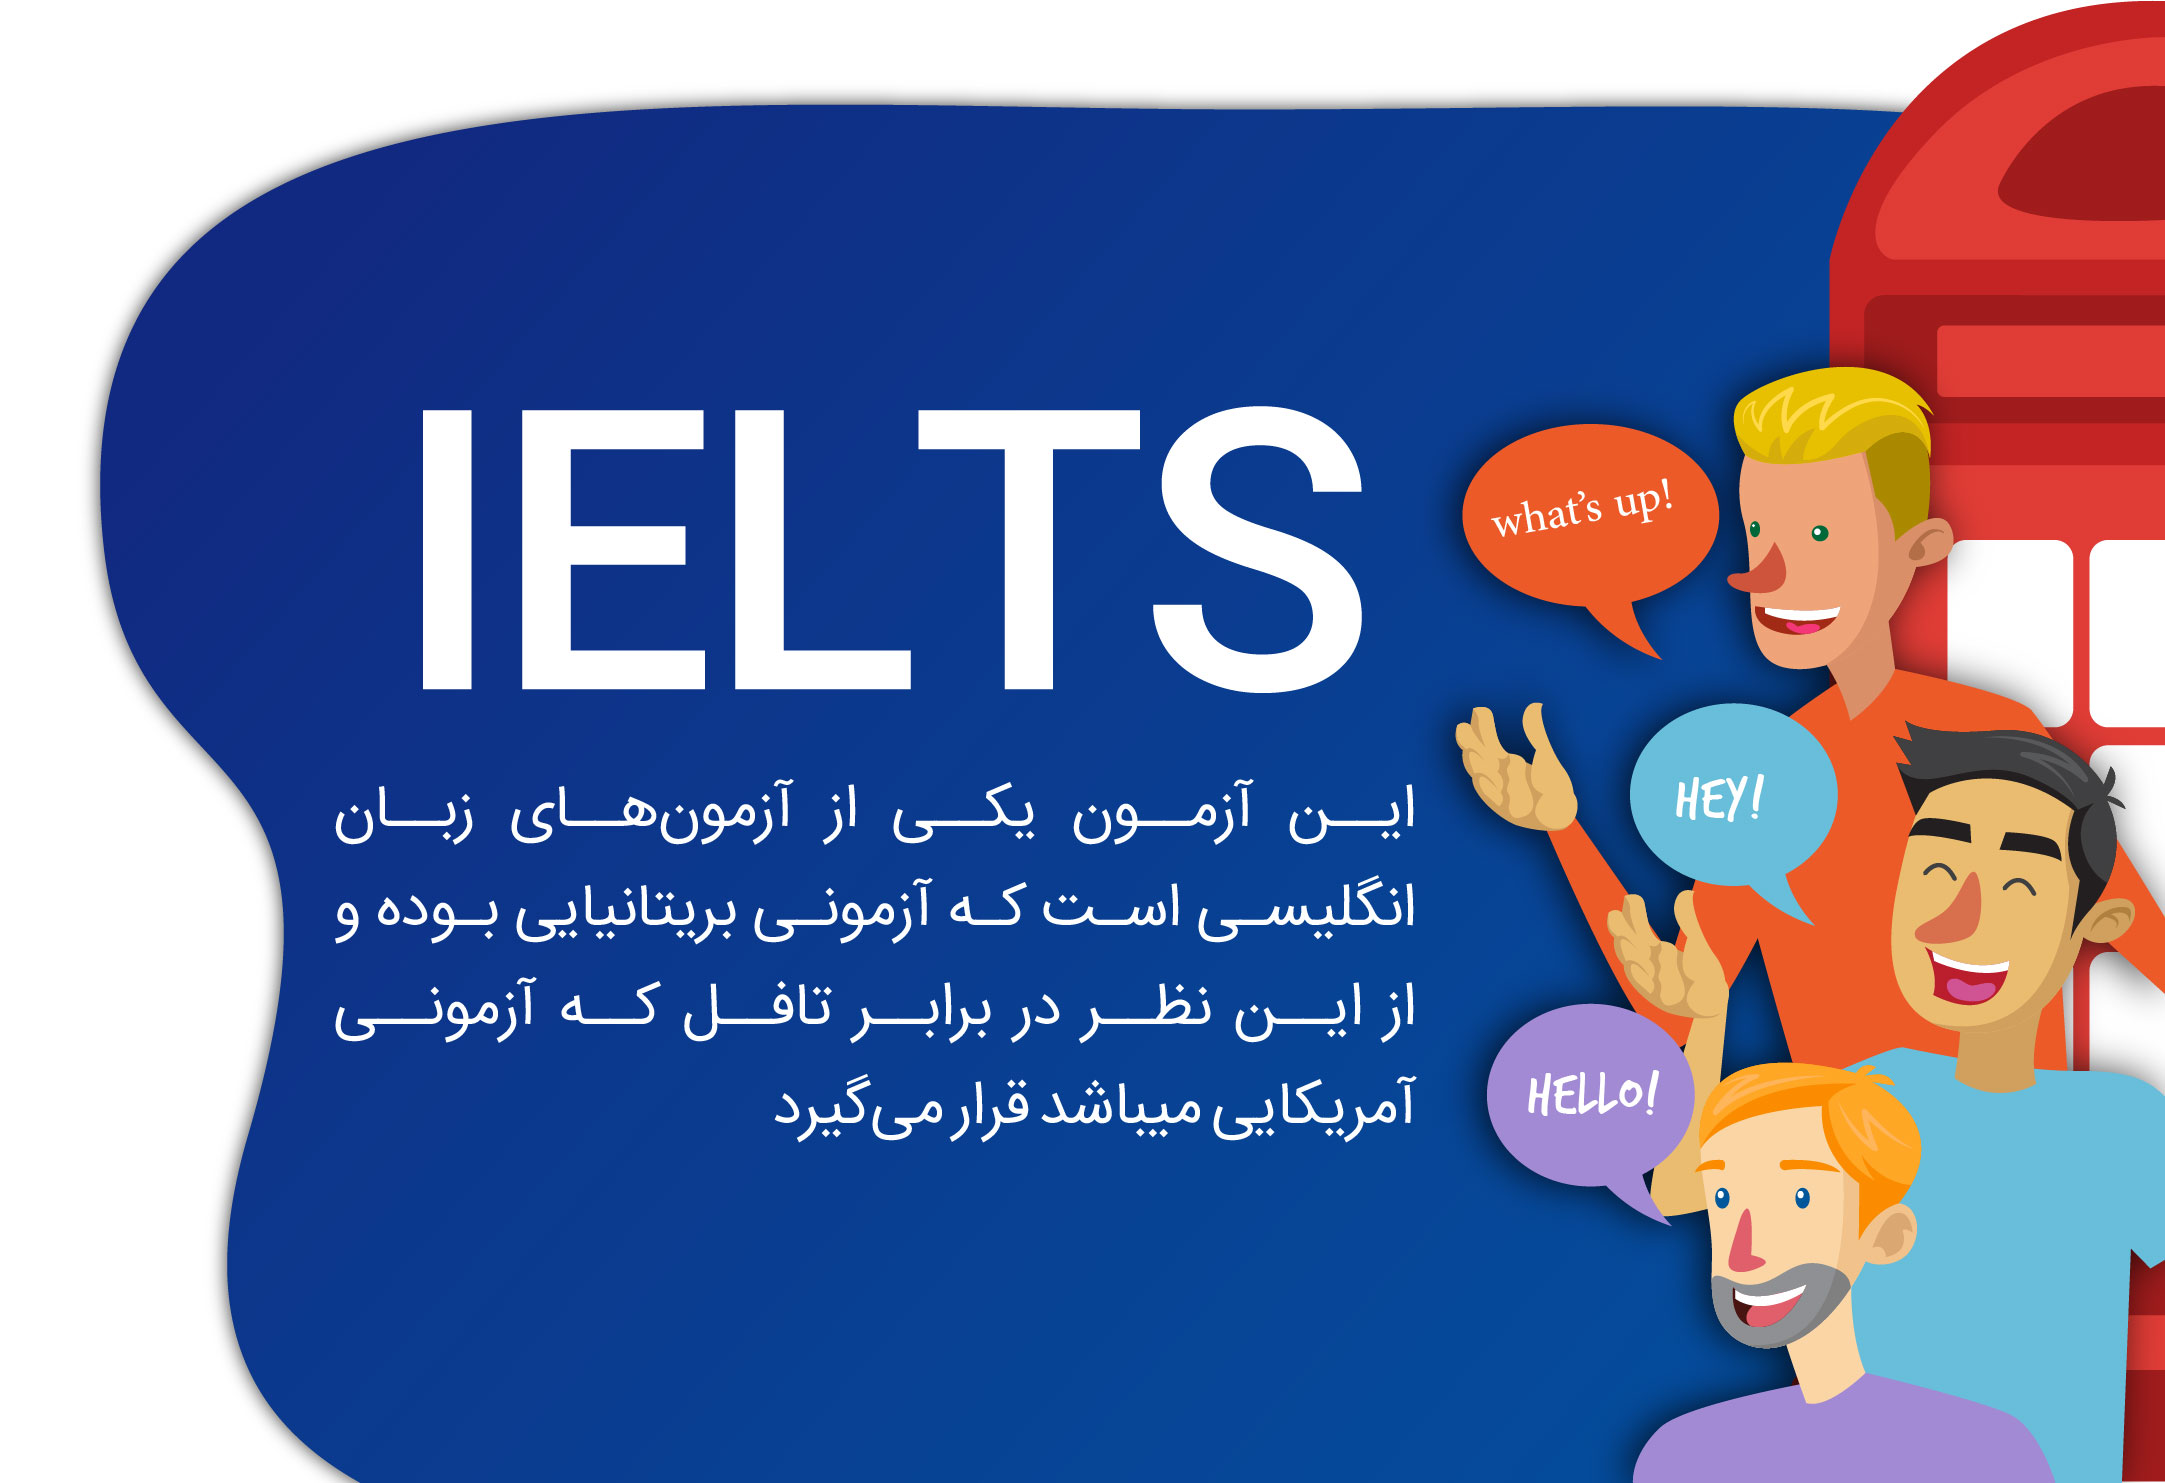 IELTS
این آزمون یکی از آزمون‌های زبان
انگلیسی است که آزمونی بریتانیایی بوده و
از این نظر در برابر تافل که آزمونی
آمریکایی میباشد قرار می‌گیرد
what's up!
HEY!
HELLO!